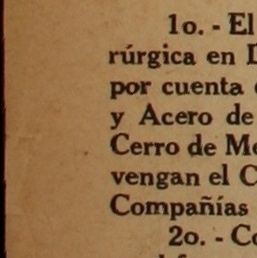 1o. - El
rúrgica en
por cuenta
y Acero de
Cerro de
vengan el
Compañías
2o. -